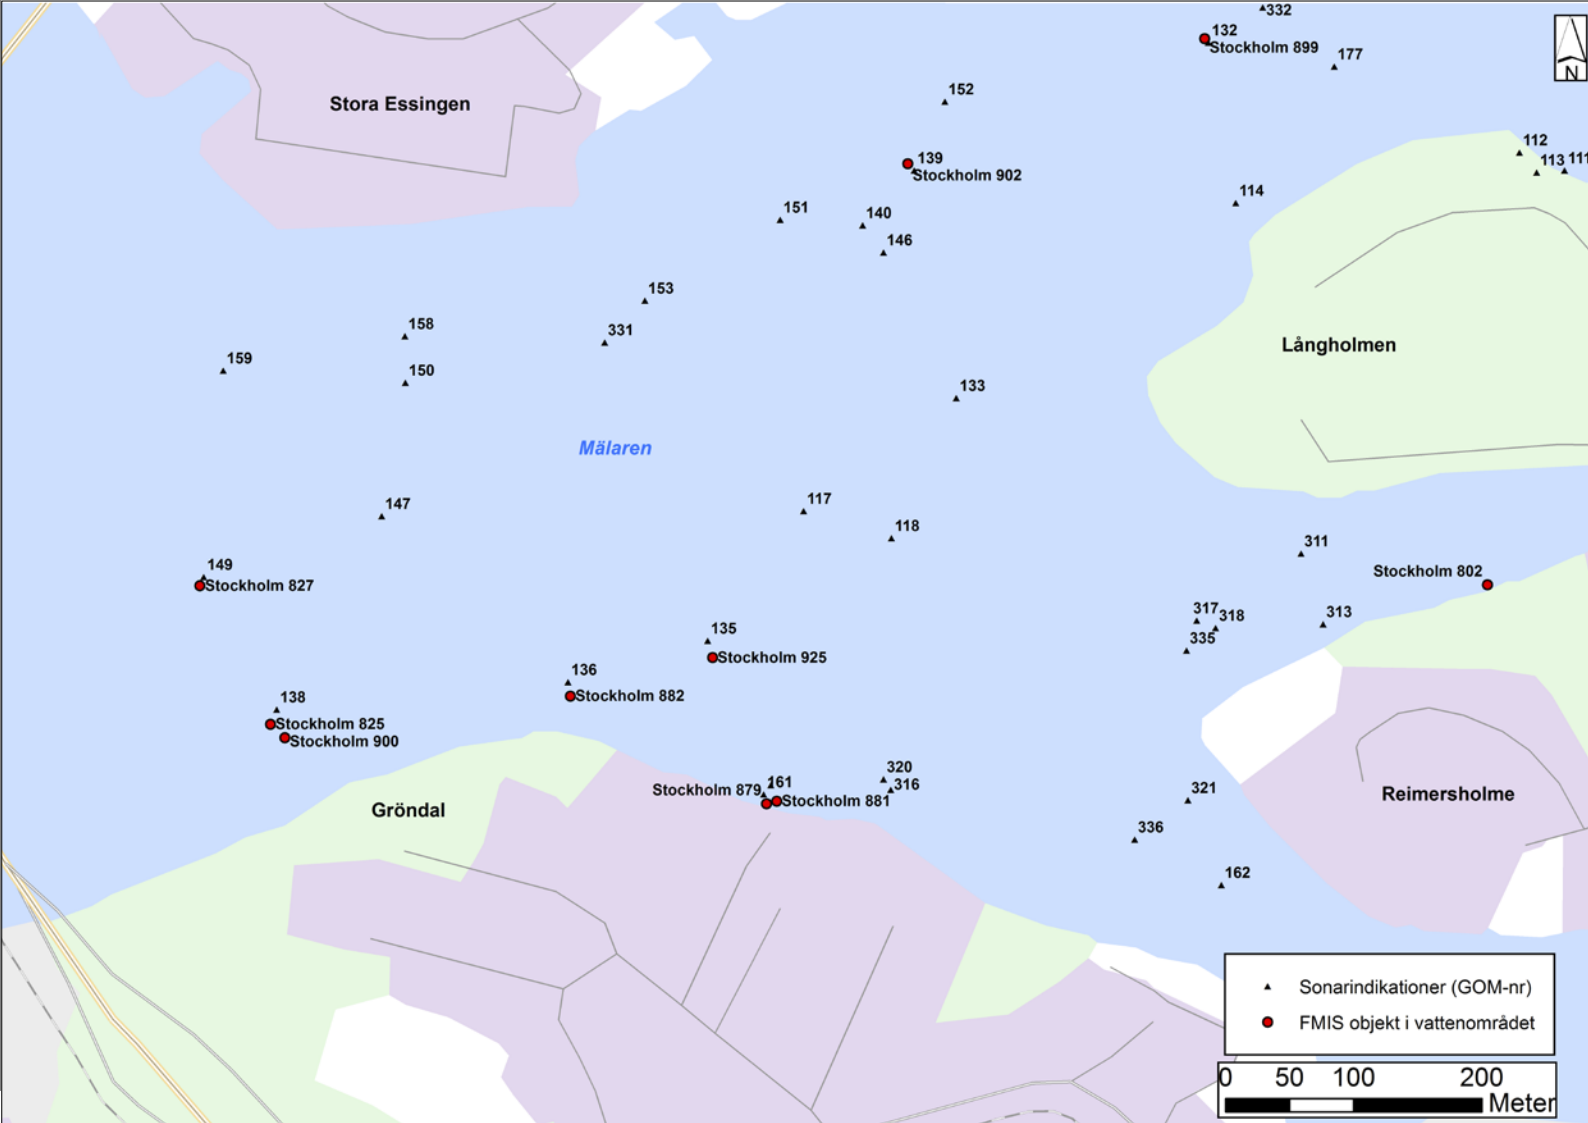 332
132
Stockholm 899
177
N
Stora Essingen
152
112
113
111
139
Stockholm 902
114
151
140
146
153
158
331
Långholmen
159
150
133
Mälaren
147
117
118
311
149
Stockholm 827
Stockholm 802
317
318
313
135
335
Stockholm 925
136
Stockholm 882
138
Stockholm 825
Stockholm 900
320
161
316
Stockholm 879
Stockholm 881
321
Reimersholme
Gröndal
336
162
Sonarindikationer (GOM-nr)
FMIS objekt i vattenområdet
0 50 100 200
Meter